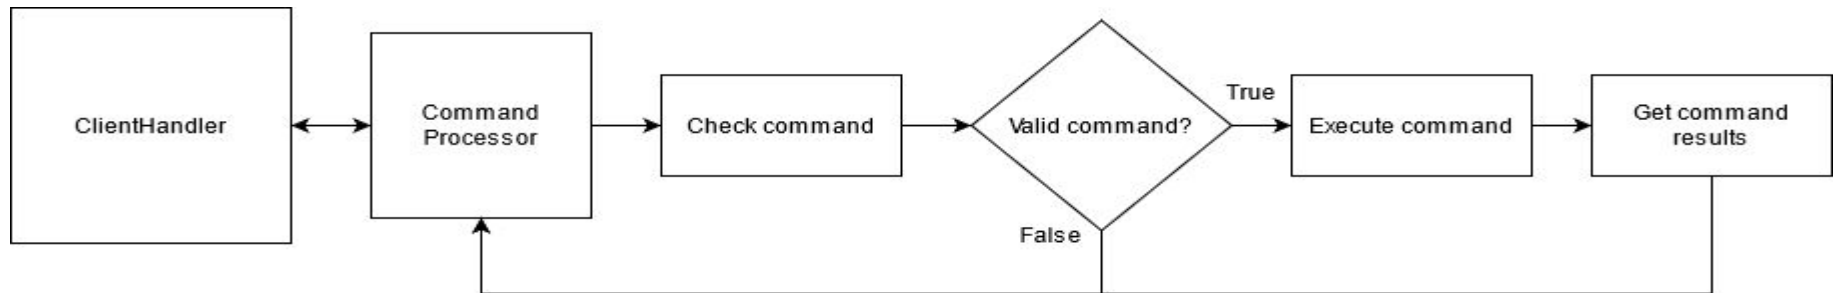 ClientHandler
Command
Processor
Check command
Valid command?
True
False
Execute command
Get command
results